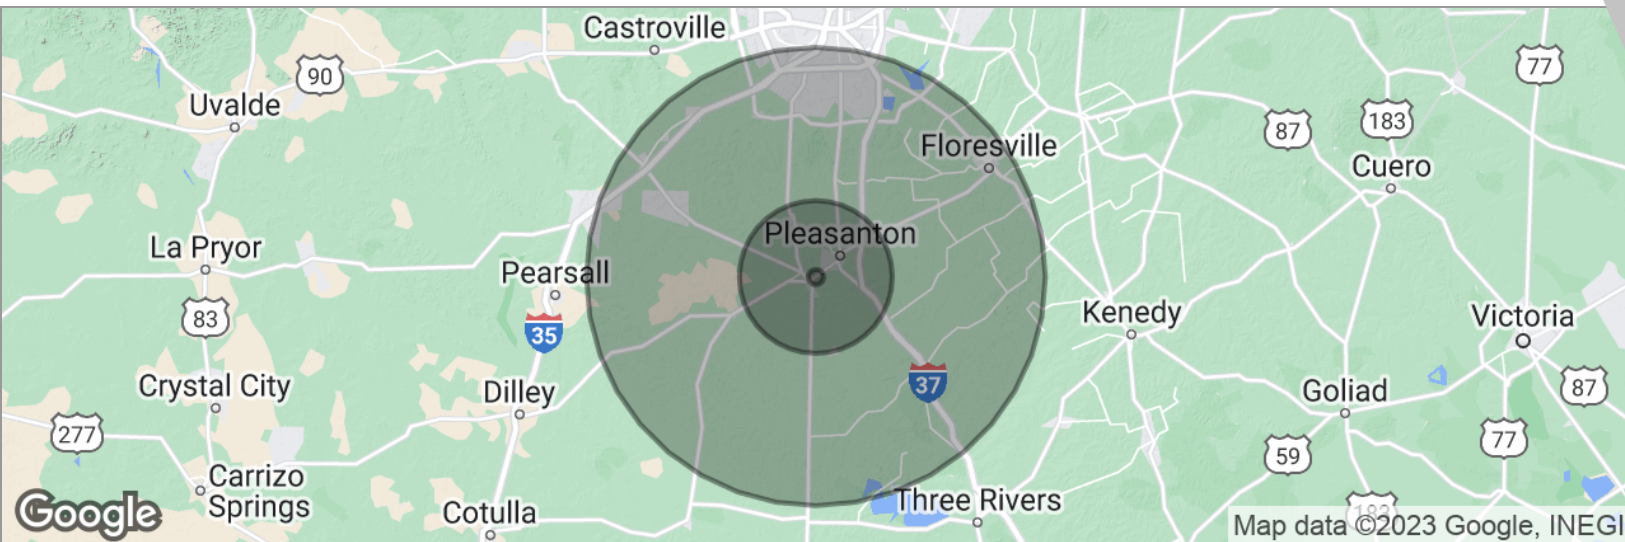 Castroville
90
77
Uvalde
87
183
Floresville
Cuero
Pleasanton
La Pryor
Pearsall
83
35
Kenedy
Victoria
Crystal City
Dilley
37
Goliad
87
277
77
59
Carrizo
Springs
Cotulla
Three Rivers
183
Google
Map data ©2023 Google, INEGI